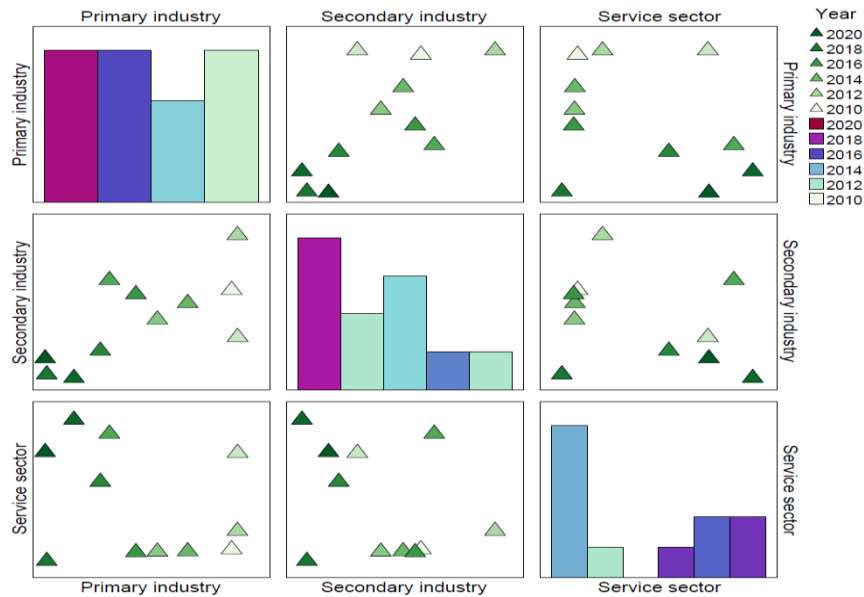 Primary industry
Secondary industry
Service sector
Year
2020
2018
2016
2014
2012
2010
2020
2018
2016
2014
2012
2010
Primary industry
Primary industry
Secondary industry
Secondary industry
Service sector
Service sector
Primary industry
Secondary industry
Service sector